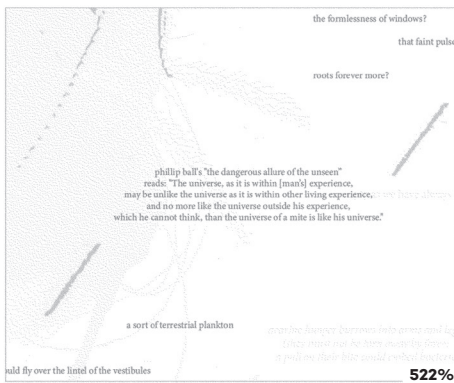 the formlessness of windows?
that faint pulse
roots forever more?
phillip ball's "the dangerous allure of the unseen"
reads: "The universe, as it is within [man's] experience,
may be unlike the universe as it is within other living experience,
and no more like the universe outside his experience,
which he cannot think, than the universe of a mite is like his universe."
a sort of terrestrial plankton
ould fly over the lintel of the vestibules
522%